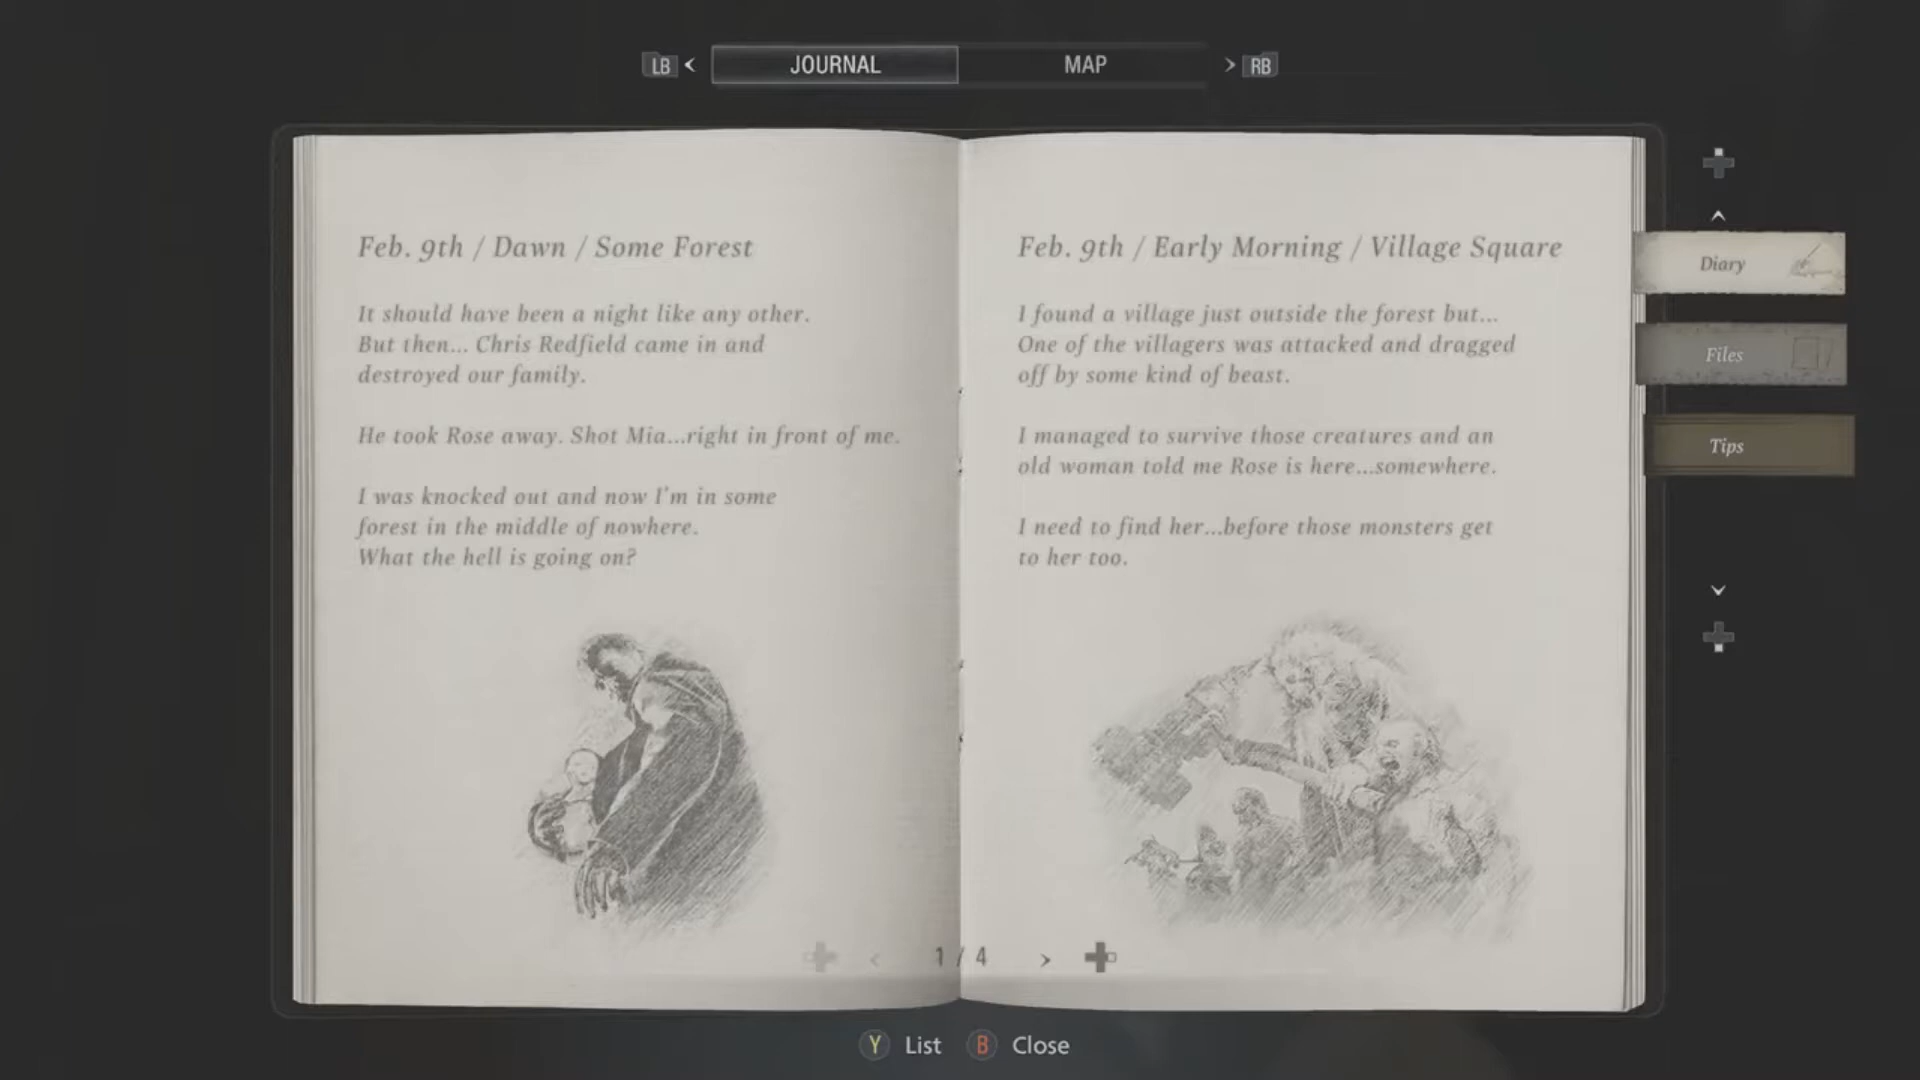 LB JOURNAL MAP RB
Feb. 9th / Dawn / Some Forest
It should have been a night like any other.
But then... Chris Redfield came in and
destroyed our family.
He took Rose away. Shot Mia...right in front of me.
I was knocked out and now I'm in some
forest in the middle of nowhere.
What the hell is going on?
Feb. 9th / Early Morning / Village Square
I found a village just outside the forest but...
One of the villagers was attacked and dragged
off by some kind of beast.
I managed to survive those creatures and an
old woman told me Rose is here...somewhere.
I need to find her...before those monsters get
to her too.
Diary
Files
Tips
1 / 4
Y List B Close